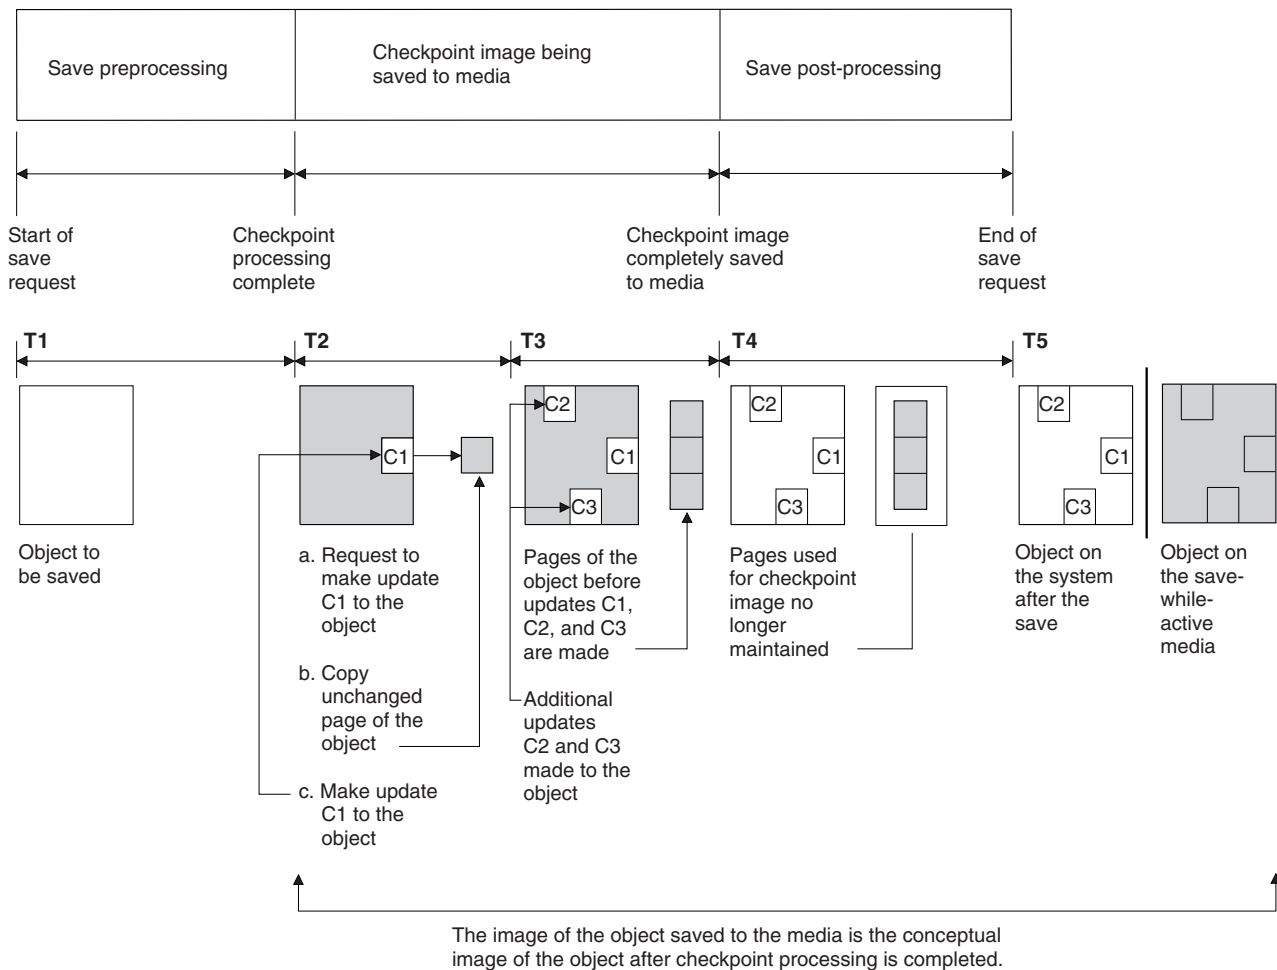 Save preprocessing
Checkpoint image being
saved to media
Save post-processing
Start of
save
request
Checkpoint
processing
complete
Checkpoint image
completely saved
to media
End of
save
request
T1
T2
T3
T4
T5
C1
C2
C1
C3
C2
C1
C3
C2
C1
C3
Object to
be saved
a. Request to
make update
C1 to the
object
b. Copy
unchanged
page of the
object
c. Make update
C1 to the
object
Pages of the
object before
updates C1,
C2, and C3
are made
Additional
updates
C2 and C3
made to the
object
Pages used
for checkpoint
image no
longer
maintained
Object on
the system
after the
save
Object on
the save-
while-
active
media
The image of the object saved to the media is the conceptual
image of the object after checkpoint processing is completed.